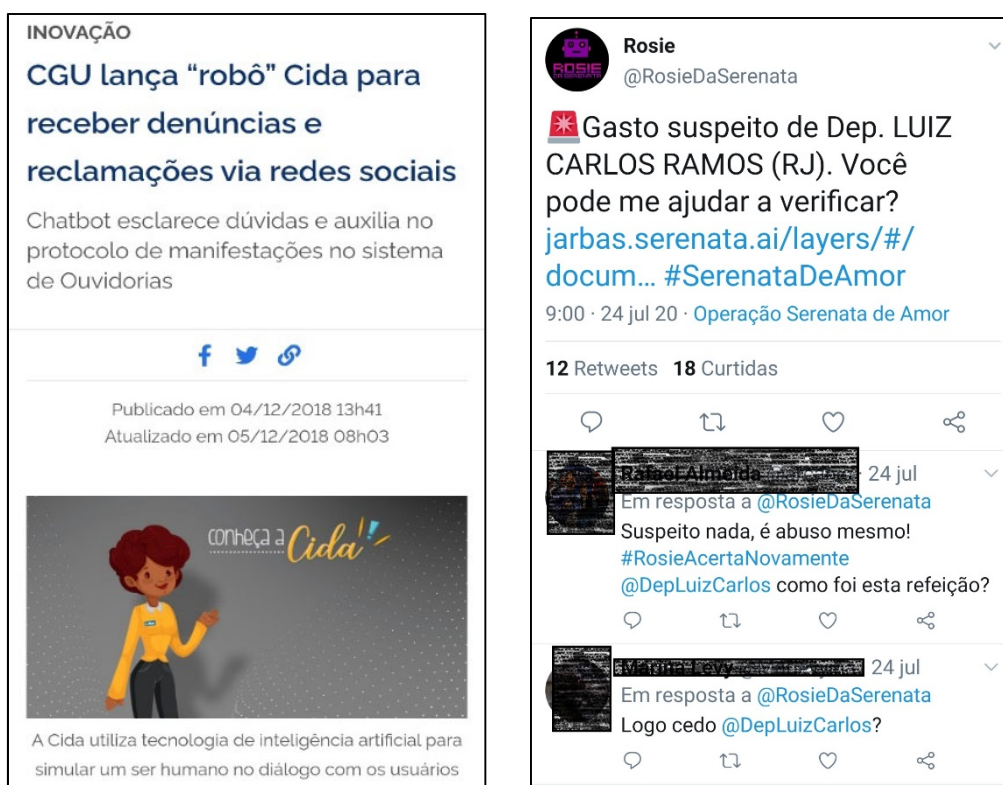 INOVAÇÃO
CGU lança “robô” Cida para
receber denúncias e
reclamações via redes sociais
Chatbot esclarece dúvidas e auxilia no
protocolo de manifestações no sistema
de Ouvidorias
Publicado em 04/12/2018 13h41
Atualizado em 05/12/2018 08h03
conheça a Cida
A Cida utiliza tecnologia de inteligência artificial para
simular um ser humano no diálogo com os usuários
ROSIE
Rosie
@RosieDaSerenata
Gasto suspeito de Dep. LUIZ
CARLOS RAMOS (RJ). Você
pode me ajudar a verificar?
jarbas.serenata.ai/layers/#/
docum... #SerenataDeAmor
9:00 · 24 jul 20 · Operação Serenata de Amor
12 Retweets 18 Curtidas
· 24 jul
Em resposta a @RosieDaSerenata
Suspeito nada, é abuso mesmo!
#RosieAcertaNovamente
@DepLuizCarlos como foi esta refeição?
24 jul
Em resposta a @RosieDaSerenata
Logo cedo @DepLuizCarlos?